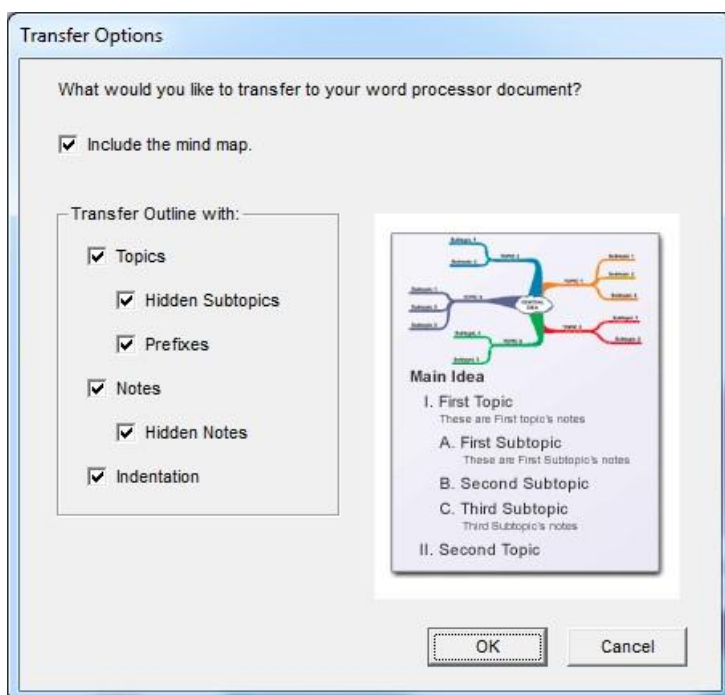 Transfer Options
What would you like to transfer to your word processor document?
Include the mind map.
Transfer Outline with:
Topics
Hidden Subtopics
Prefixes
Notes
Hidden Notes
Indentation
Main Idea
I. First Topic
These are First topic's notes
A. First Subtopic
These are First Subtopic's notes
B. Second Subtopic
C. Third Subtopic
Third Subtopic's notes
II. Second Topic
OK
Cancel